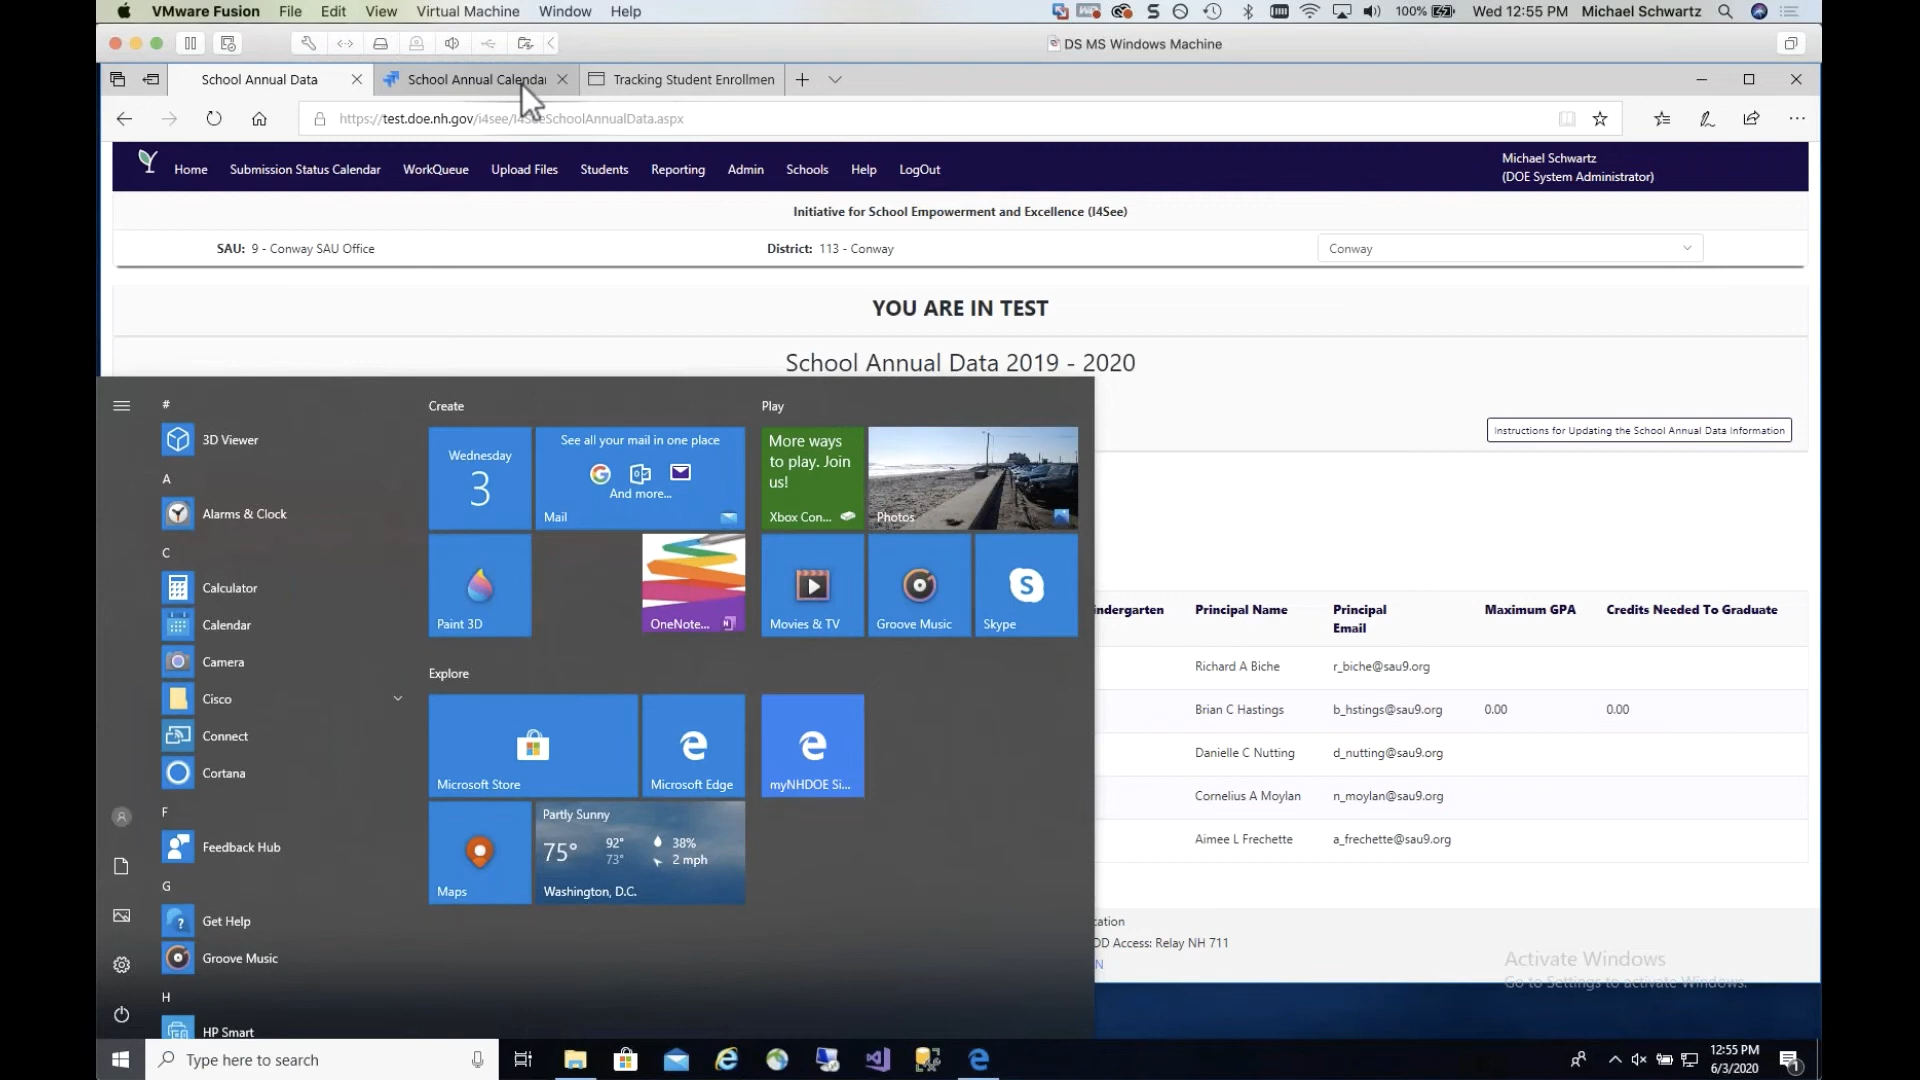 VMware Fusion File Edit View Virtual Machine Window Help 100% Wed 12:55 PM Michael Schwartz
DS MS Windows Machine
School Annual Data School Annual Calendar Tracking Student Enrollmen
https://test.doe.nh.gov/i4see/I4SeeSchoolAnnualData.aspx
Home Submission Status Calendar WorkQueue Upload Files Students Reporting Admin Schools Help LogOut
Michael Schwartz
(DOE System Administrator)
Initiative for School Empowerment and Excellence (I4See)
SAU: 9 - Conway SAU Office District: 113 - Conway Conway
YOU ARE IN TEST
School Annual Data 2019 - 2020
Instructions for Updating the School Annual Data Information
indergarten Principal Name Principal Email Maximum GPA Credits Needed To Graduate
Richard A Biche r_biche@sau9.org
Brian C Hastings b_hstings@sau9.org 0.00 0.00
Danielle C Nutting d_nutting@sau9.org
Cornelius A Moylan n_moylan@sau9.org
Aimee L Frechette a_frechette@sau9.org
cation
DD Access: Relay NH 711
N
Activate Windows
Go to Settings to activate Windows.
#
3D Viewer
A
Alarms & Clock
C
Calculator
Calendar
Camera
Cisco
Connect
Cortana
F
Feedback Hub
G
Get Help
Groove Music
H
HP Smart
Create
Wednesday
3
See all your mail in one place
And more...
Mail
Paint 3D
OneNote...
Play
More ways
to play. Join
us!
Xbox Con...
Photos
Movies & TV
Groove Music
S
Skype
Explore
Microsoft Store
Microsoft Edge
myNHDOE Si...
Maps
Partly Sunny
75° 92° 38%
73° 2 mph
Washington, D.C.
Type here to search
12:55 PM
6/3/2020
1